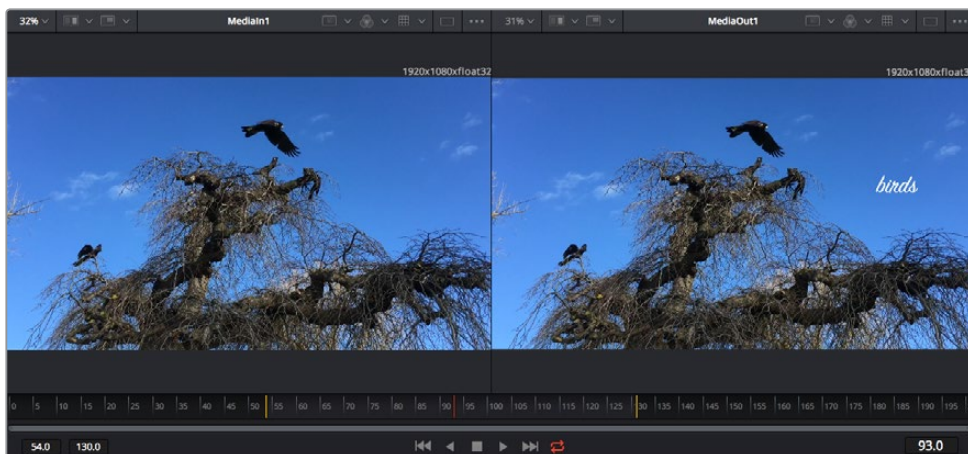 32% MediaIn1 31% MediaOut1
1920x1080xfloat32 1920x1080xfloat3
birds
0 5 10 15 20 25 30 35 40 45 50 55 60 65 70 75 80 85 90 95 100 105 110 115 120 125 130 135 140 145 150 155 160 165 170 175 180 185 190 195
54.0 130.0 93.0